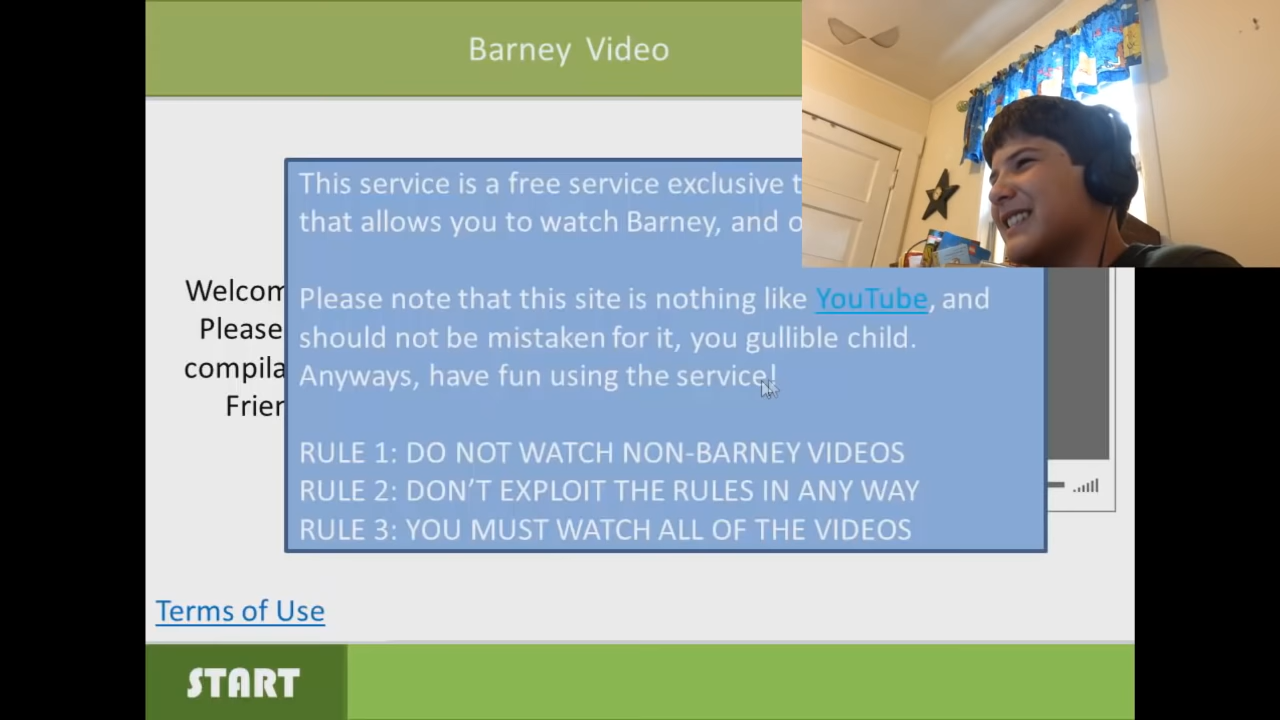 Barney Video
This service is a free service exclusive
that allows you to watch Barney, and
Please note that this site is nothing like YouTube, and
should not be mistaken for it, you gullible child.
Anyways, have fun using the service!
Please
RULE 1: DO NOT WATCH NON-BARNEY VIDEOS
RULE 2: DON'T EXPLOIT THE RULES IN ANY WAY
RULE 3: YOU MUST WATCH ALL OF THE VIDEOS
Terms of Use
START